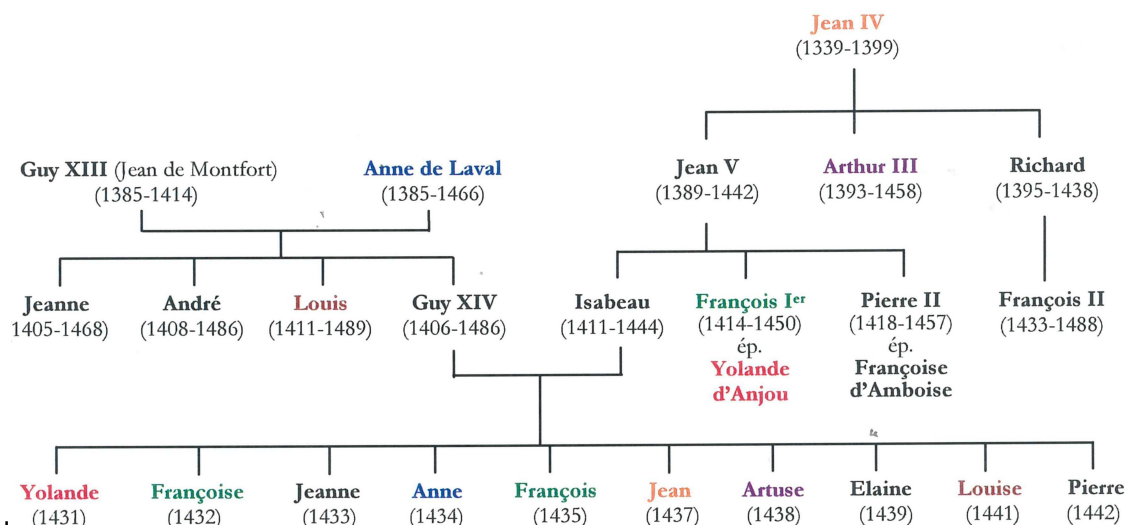 Jean IV
(1339-1399)
Guy XIII (Jean de Montfort)
(1385-1414)
Anne de Laval
(1385-1466)
Jean V
(1389-1442)
Arthur III
(1393-1458)
Richard
(1395-1438)
Jeanne
1405-1468)
André
(1408-1486)
Louis
(1411-1489)
Guy XIV
(1406-1486)
Isabeau
(1411-1444)
François Ier
(1414-1450)
ép.
Yolande
d'Anjou
Pierre II
(1418-1457)
ép.
Françoise
d'Amboise
François II
(1433-1488)
Yolande
(1431)
Françoise
(1432)
Jeanne
(1433)
Anne
(1434)
François
(1435)
Jean
(1437)
Artuse
(1438)
Elaine
(1439)
Louise
(1441)
Pierre
(1442)